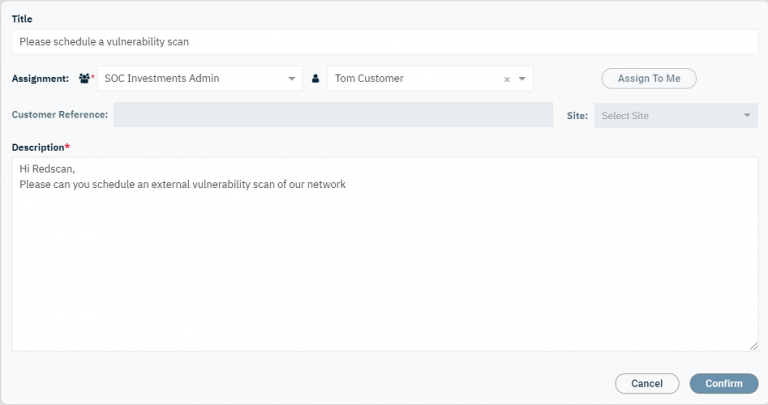 Title
Please schedule a vulnerability scan
Assignment: * SOC Investments Admin Tom Customer × Assign To Me
Customer Reference: Site: Select Site
Description*
Hi Redscan,
Please can you schedule an external vulnerability scan of our network
Cancel Confirm